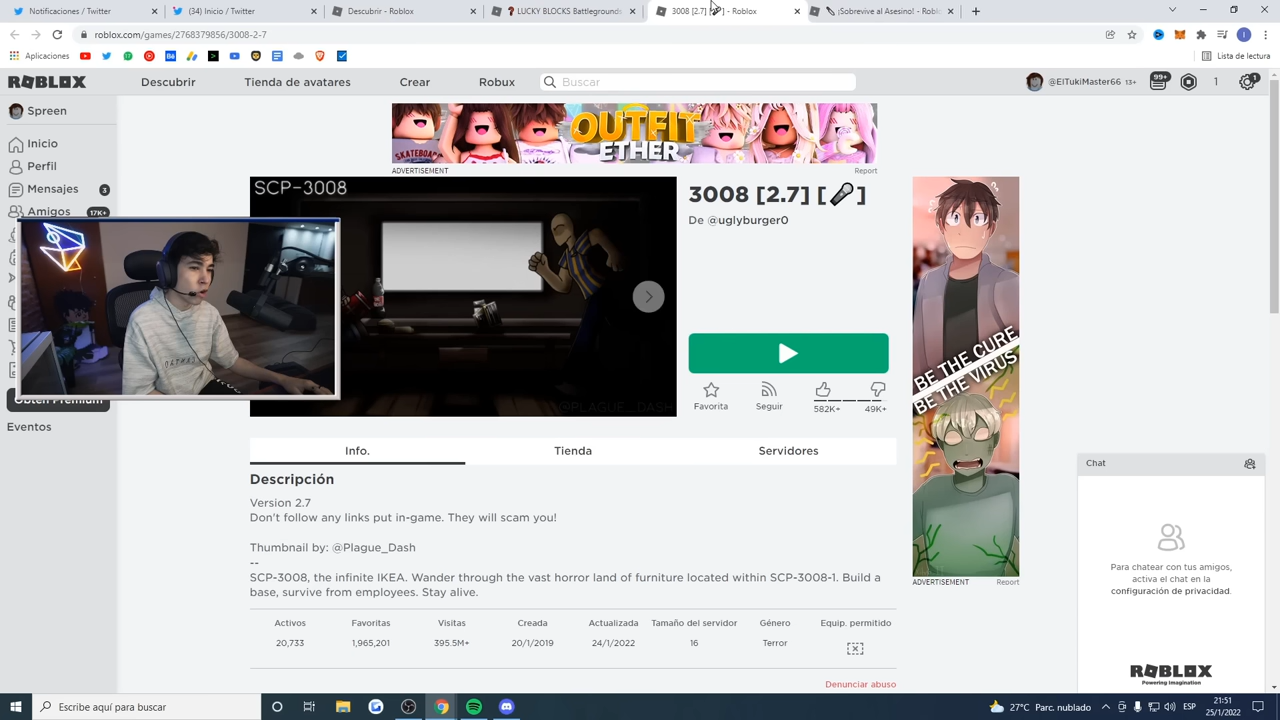 Notificaciones / Twitter
(34) Inicio / Twitter
Descubrir - Roblox
LUCKY BLOCKS Battlegrounds
3008 [2.7] - Roblox
¡Sobrevive al Asesino! - Robl
roblox.com/games/2768379856/3008-2-7
Aplicaciones
Lista de lectura
ROBLOX
Descubrir
Tienda de avatares
Crear
Robux
Buscar
@ElTukiMaster66 13+
99+
1
1
Spreen
Inicio
Perfil
Mensajes
3
Amigos
17K+
Obtén Premium
Eventos
SKATEBOARD
OUTFIT
ETHER
ADVERTISEMENT
Report
SCP-3008
@PLAGUE_DASH
3008 [2.7] [🎤]
De @uglyburger0
Favorita
Seguir
582K+
49K+
BE THE CURE
BE THE VIRUS
ADVERTISEMENT
Report
Info.
Tienda
Servidores
Descripción
Version 2.7
Don't follow any links put in-game. They will scam you!
Thumbnail by: @Plague_Dash
--
SCP-3008, the infinite IKEA. Wander through the vast horror land of furniture located within SCP-3008-1. Build a
base, survive from employees. Stay alive.
Activos
Favoritas
Visitas
Creada
Actualizada
Tamaño del servidor
Género
Equip. permitido
20,733
1,965,201
395.5M+
20/1/2019
24/1/2022
16
Terror
Denunciar abuso
Chat
Para chatear con tus amigos,
activa el chat en la
configuración de privacidad.
ROBLOX
Powering Imagination
Escribe aquí para buscar
27°C Parc. nublado
ESP
21:51
25/1/2022